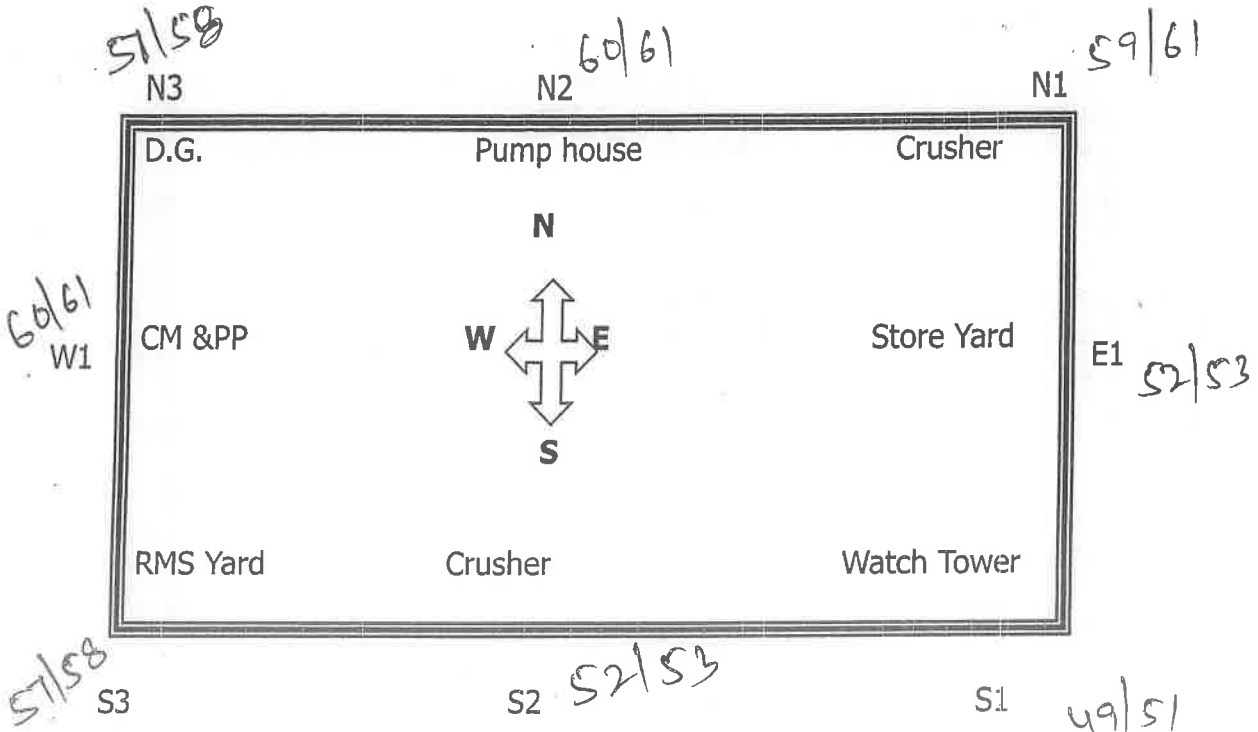 57/58 60/61 59/61
N3 N2 N1
D.G. Pump house Crusher
N
60/61
W1 CM &PP W E Store Yard E1 52/53
S
RMS Yard Crusher Watch Tower
57/58 S3 S2 52/53 S1 49/51